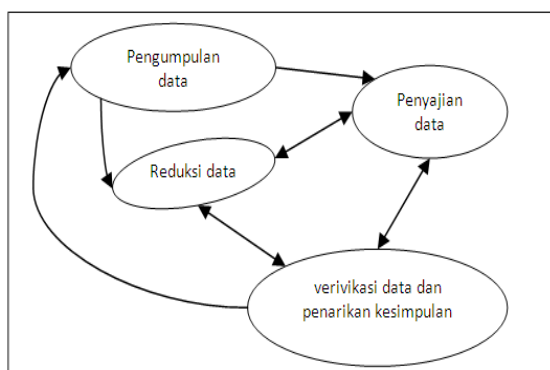 Pengumpulan
data
Penyajian
data
Reduksi data
verivikasi data dan
penarikan kesimpulan